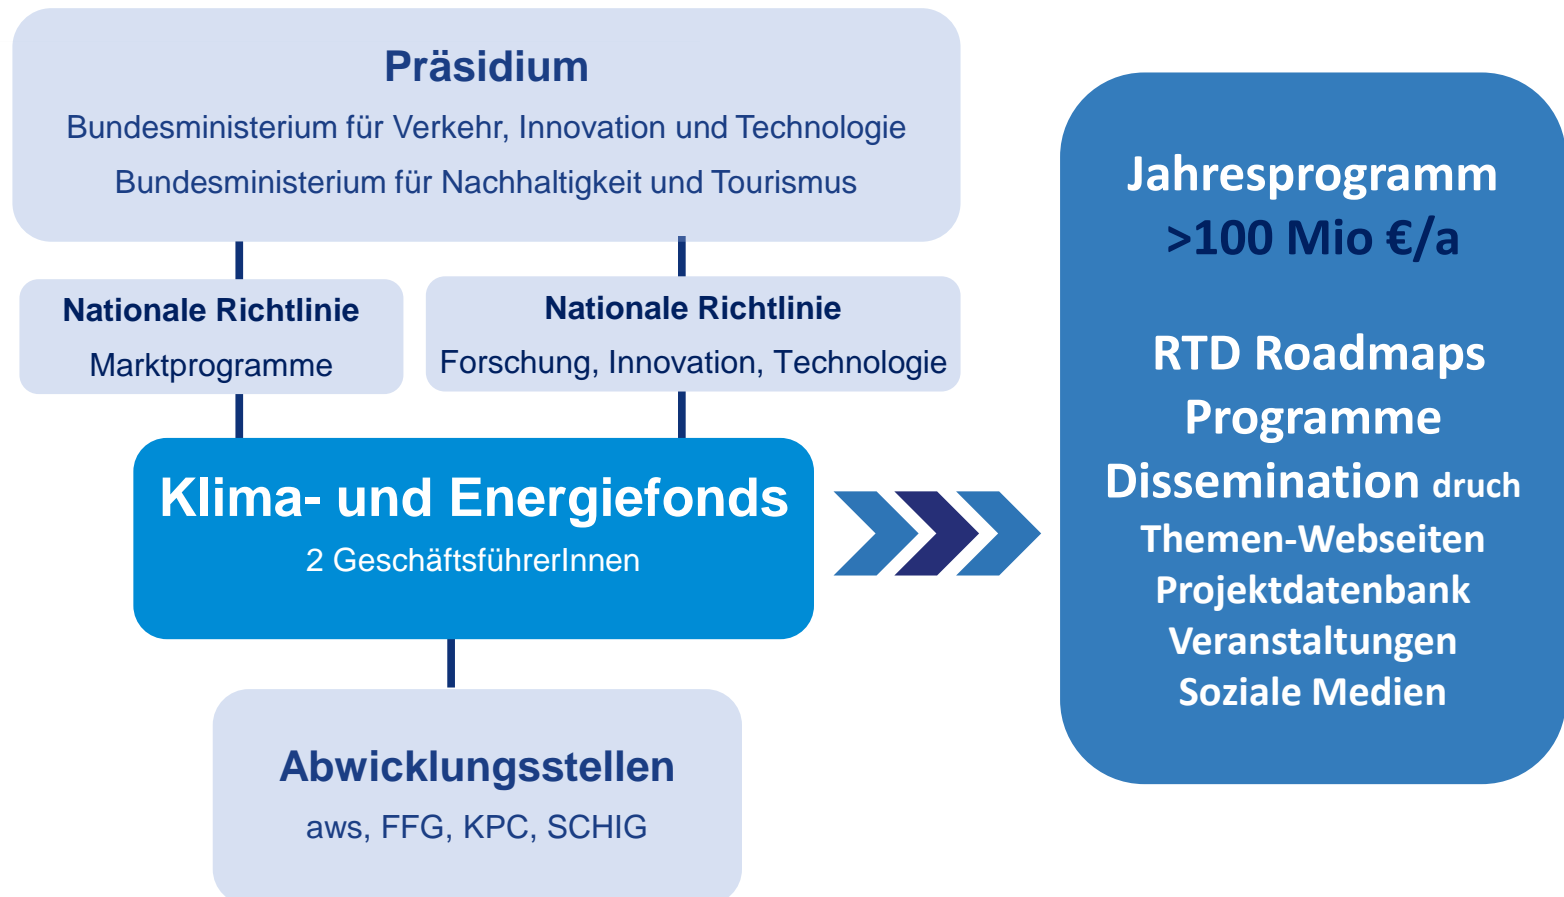 Präsidium
Bundesministerium für Verkehr, Innovation und Technologie
Bundesministerium für Nachhaltigkeit und Tourismus
Nationale Richtlinie
Marktprogramme
Nationale Richtlinie
Forschung, Innovation, Technologie
Klima- und Energiefonds
2 GeschäftsführerInnen
Abwicklungsstellen
aws, FFG, KPC, SCHIG
Jahresprogramm
>100 Mio €/a
RTD Roadmaps
Programme
Dissemination druch
Themen-Webseiten
Projektdatenbank
Veranstaltungen
Soziale Medien